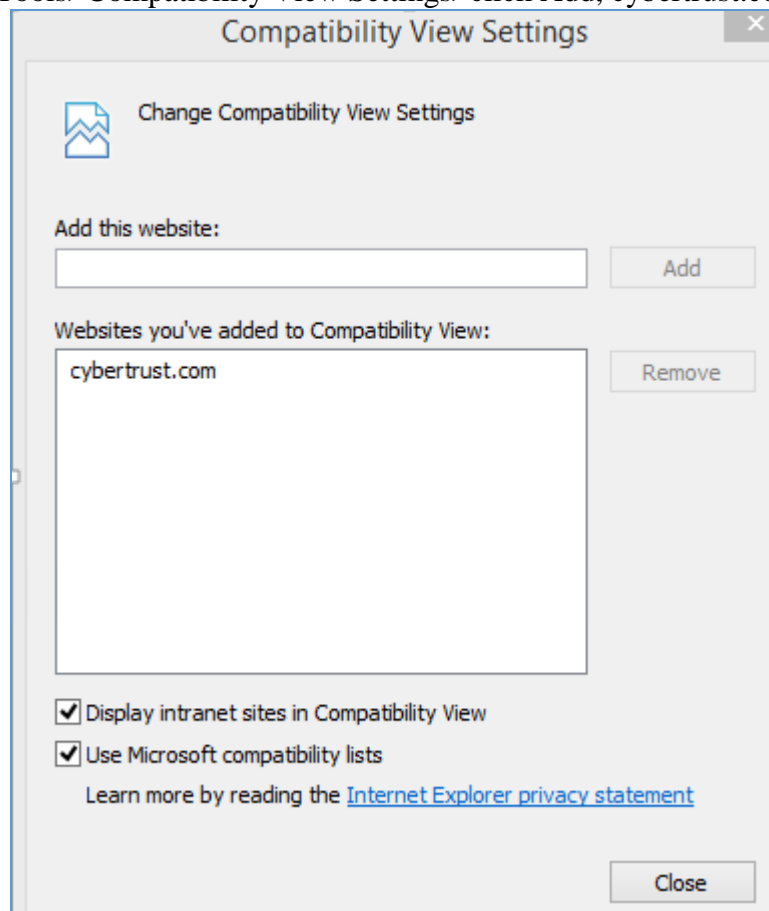 Compatibility View Settings
Change Compatibility View Settings
Add this website:
Add
Websites you've added to Compatibility View:
cybertrust.com
Remove
Display intranet sites in Compatibility View
Use Microsoft compatibility lists
Learn more by reading the Internet Explorer privacy statement
Close